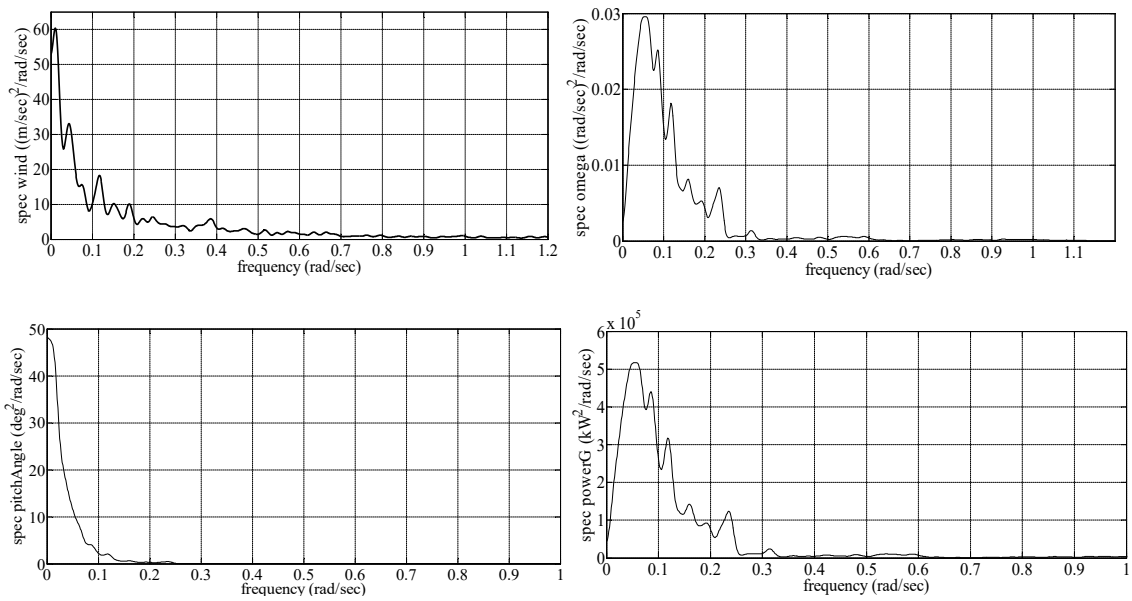 spec wind ((m/sec)²/rad/sec)
60
50
40
30
20
10
0
0 0.1 0.2 0.3 0.4 0.5 0.6 0.7 0.8 0.9 1 1.1 1.2
frequency (rad/sec)
spec omega ((rad/sec)²/rad/sec)
0.03
0.02
0.01
0
0 0.1 0.2 0.3 0.4 0.5 0.6 0.7 0.8 0.9 1 1.1
frequency (rad/sec)
spec pitchAngle (deg²/rad/sec)
50
40
30
20
10
0
0 0.1 0.2 0.3 0.4 0.5 0.6 0.7 0.8 0.9 1
frequency (rad/sec)
spec powerG (kW²/rad/sec)
x 10⁵
6
5
4
3
2
1
0
0 0.1 0.2 0.3 0.4 0.5 0.6 0.7 0.8 0.9 1
frequency (rad/sec)